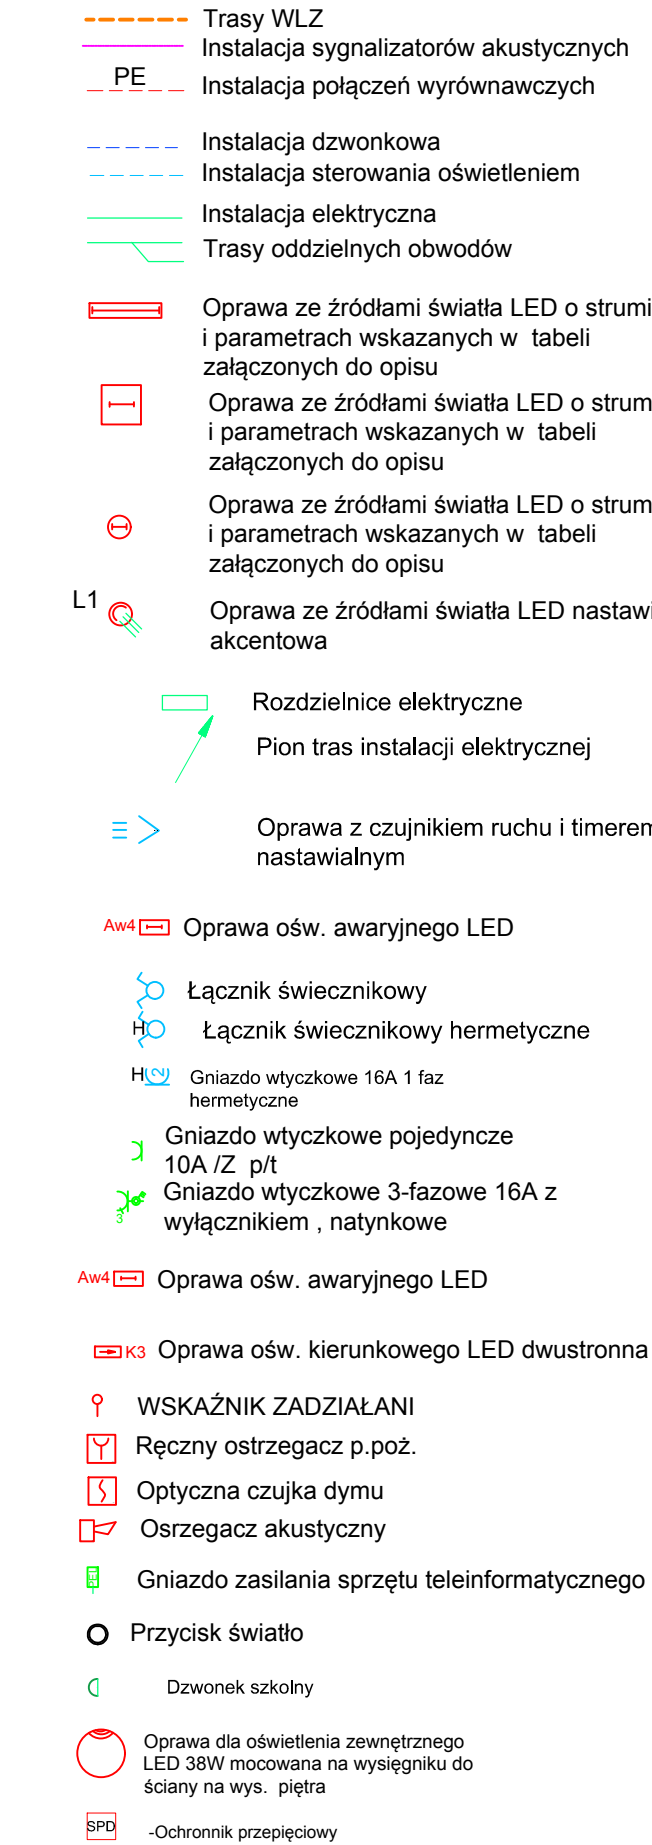 Trasy WLZ
Instalacja sygnalizatorów akustycznych
PE Instalacja połączeń wyrównawczych
Instalacja dzwonkowa
Instalacja sterowania oświetleniem
Instalacja elektryczna
Trasy oddzielnych obwodów
Oprawa ze źródłami światła LED o strumi
i parametrach wskazanych w tabeli
załączonych do opisu
Oprawa ze źródłami światła LED o strum
i parametrach wskazanych w tabeli
załączonych do opisu
Oprawa ze źródłami światła LED o strum
i parametrach wskazanych w tabeli
załączonych do opisu
L1 Oprawa ze źródłami światła LED nastawi
akcentowa
Rozdzielnice elektryczne
Pion tras instalacji elektrycznej
Oprawa z czujnikiem ruchu i timerem
nastawialnym
Aw4 Oprawa ośw. awaryjnego LED
Łącznik świecznikowy
H Łącznik świecznikowy hermetyczne
H 2 Gniazdo wtyczkowe 16A 1 faz
hermetyczne
Gniazdo wtyczkowe pojedyncze
10A /Z p/t
Gniazdo wtyczkowe 3-fazowe 16A z
3 wyłącznikiem , natynkowe
Aw4 Oprawa ośw. awaryjnego LED
K3 Oprawa ośw. kierunkowego LED dwustronna
WSKAŹNIK ZADZIAŁANI
Ręczny ostrzegacz p.poż.
Optyczna czujka dymu
Osrzegacz akustyczny
Gniazdo zasilania sprzętu teleinformatycznego
Przycisk światło
Dzwonek szkolny
Oprawa dla oświetlenia zewnętrznego
LED 38W mocowana na wysięgniku do
ściany na wys. piętra
SPD -Ochronnik przepięciowy